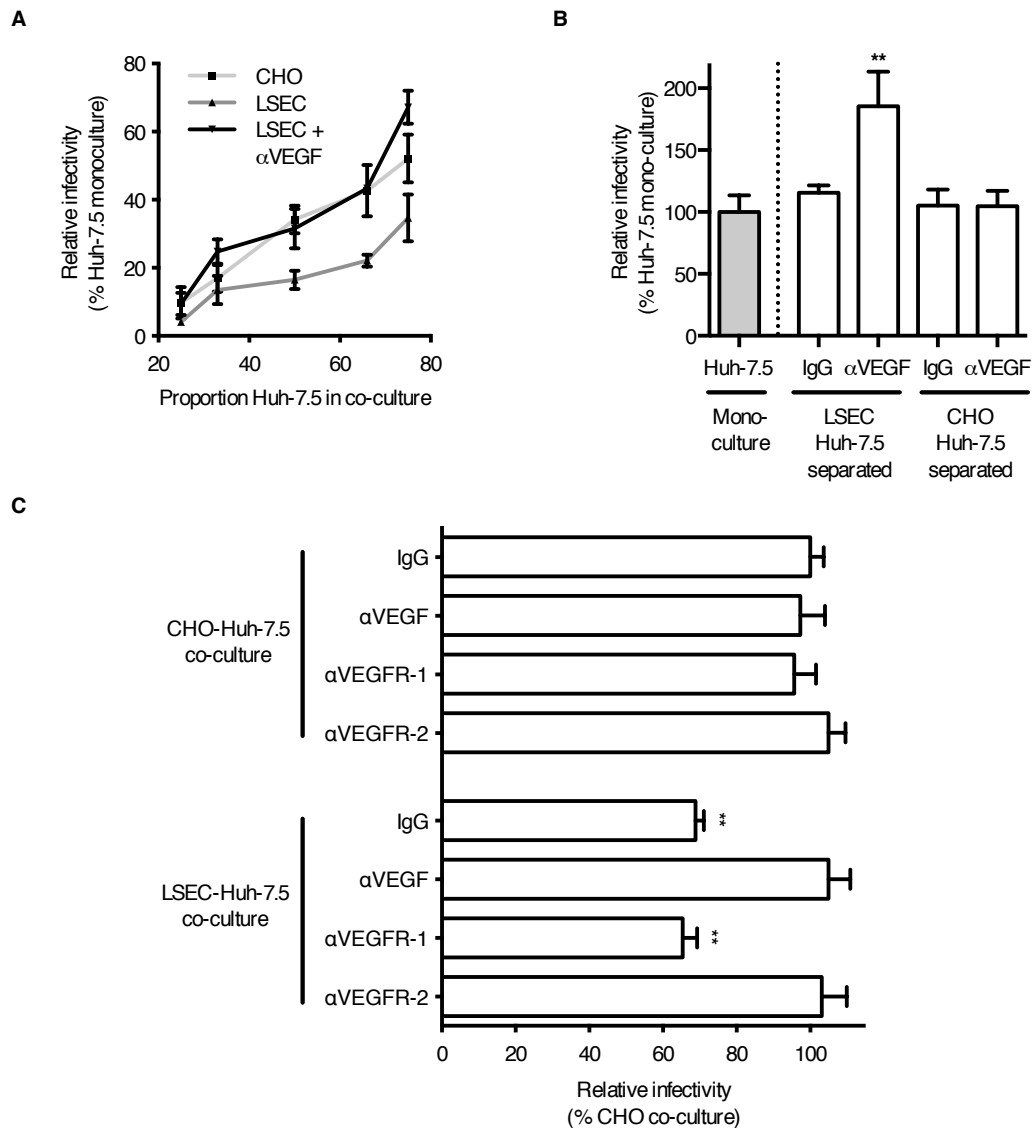 A
Relative infectivity
(% Huh-7.5 monoculture)
80
60
40
20
0
CHO
LSEC
LSEC +
αVEGF
20
40
60
80
Proportion Huh-7.5 in co-culture
B
Relative infectivity
(% Huh-7.5 mono-culture)
200
150
100
50
0
**
Huh-7.5
IgG
αVEGF
IgG
αVEGF
Mono-
culture
LSEC
Huh-7.5
separated
CHO
Huh-7.5
separated
C
CHO-Huh-7.5
co-culture
IgG
αVEGF
αVEGFR-1
αVEGFR-2
LSEC-Huh-7.5
co-culture
IgG
**
αVEGF
αVEGFR-1
**
αVEGFR-2
0
20
40
60
80
100
Relative infectivity
(% CHO co-culture)